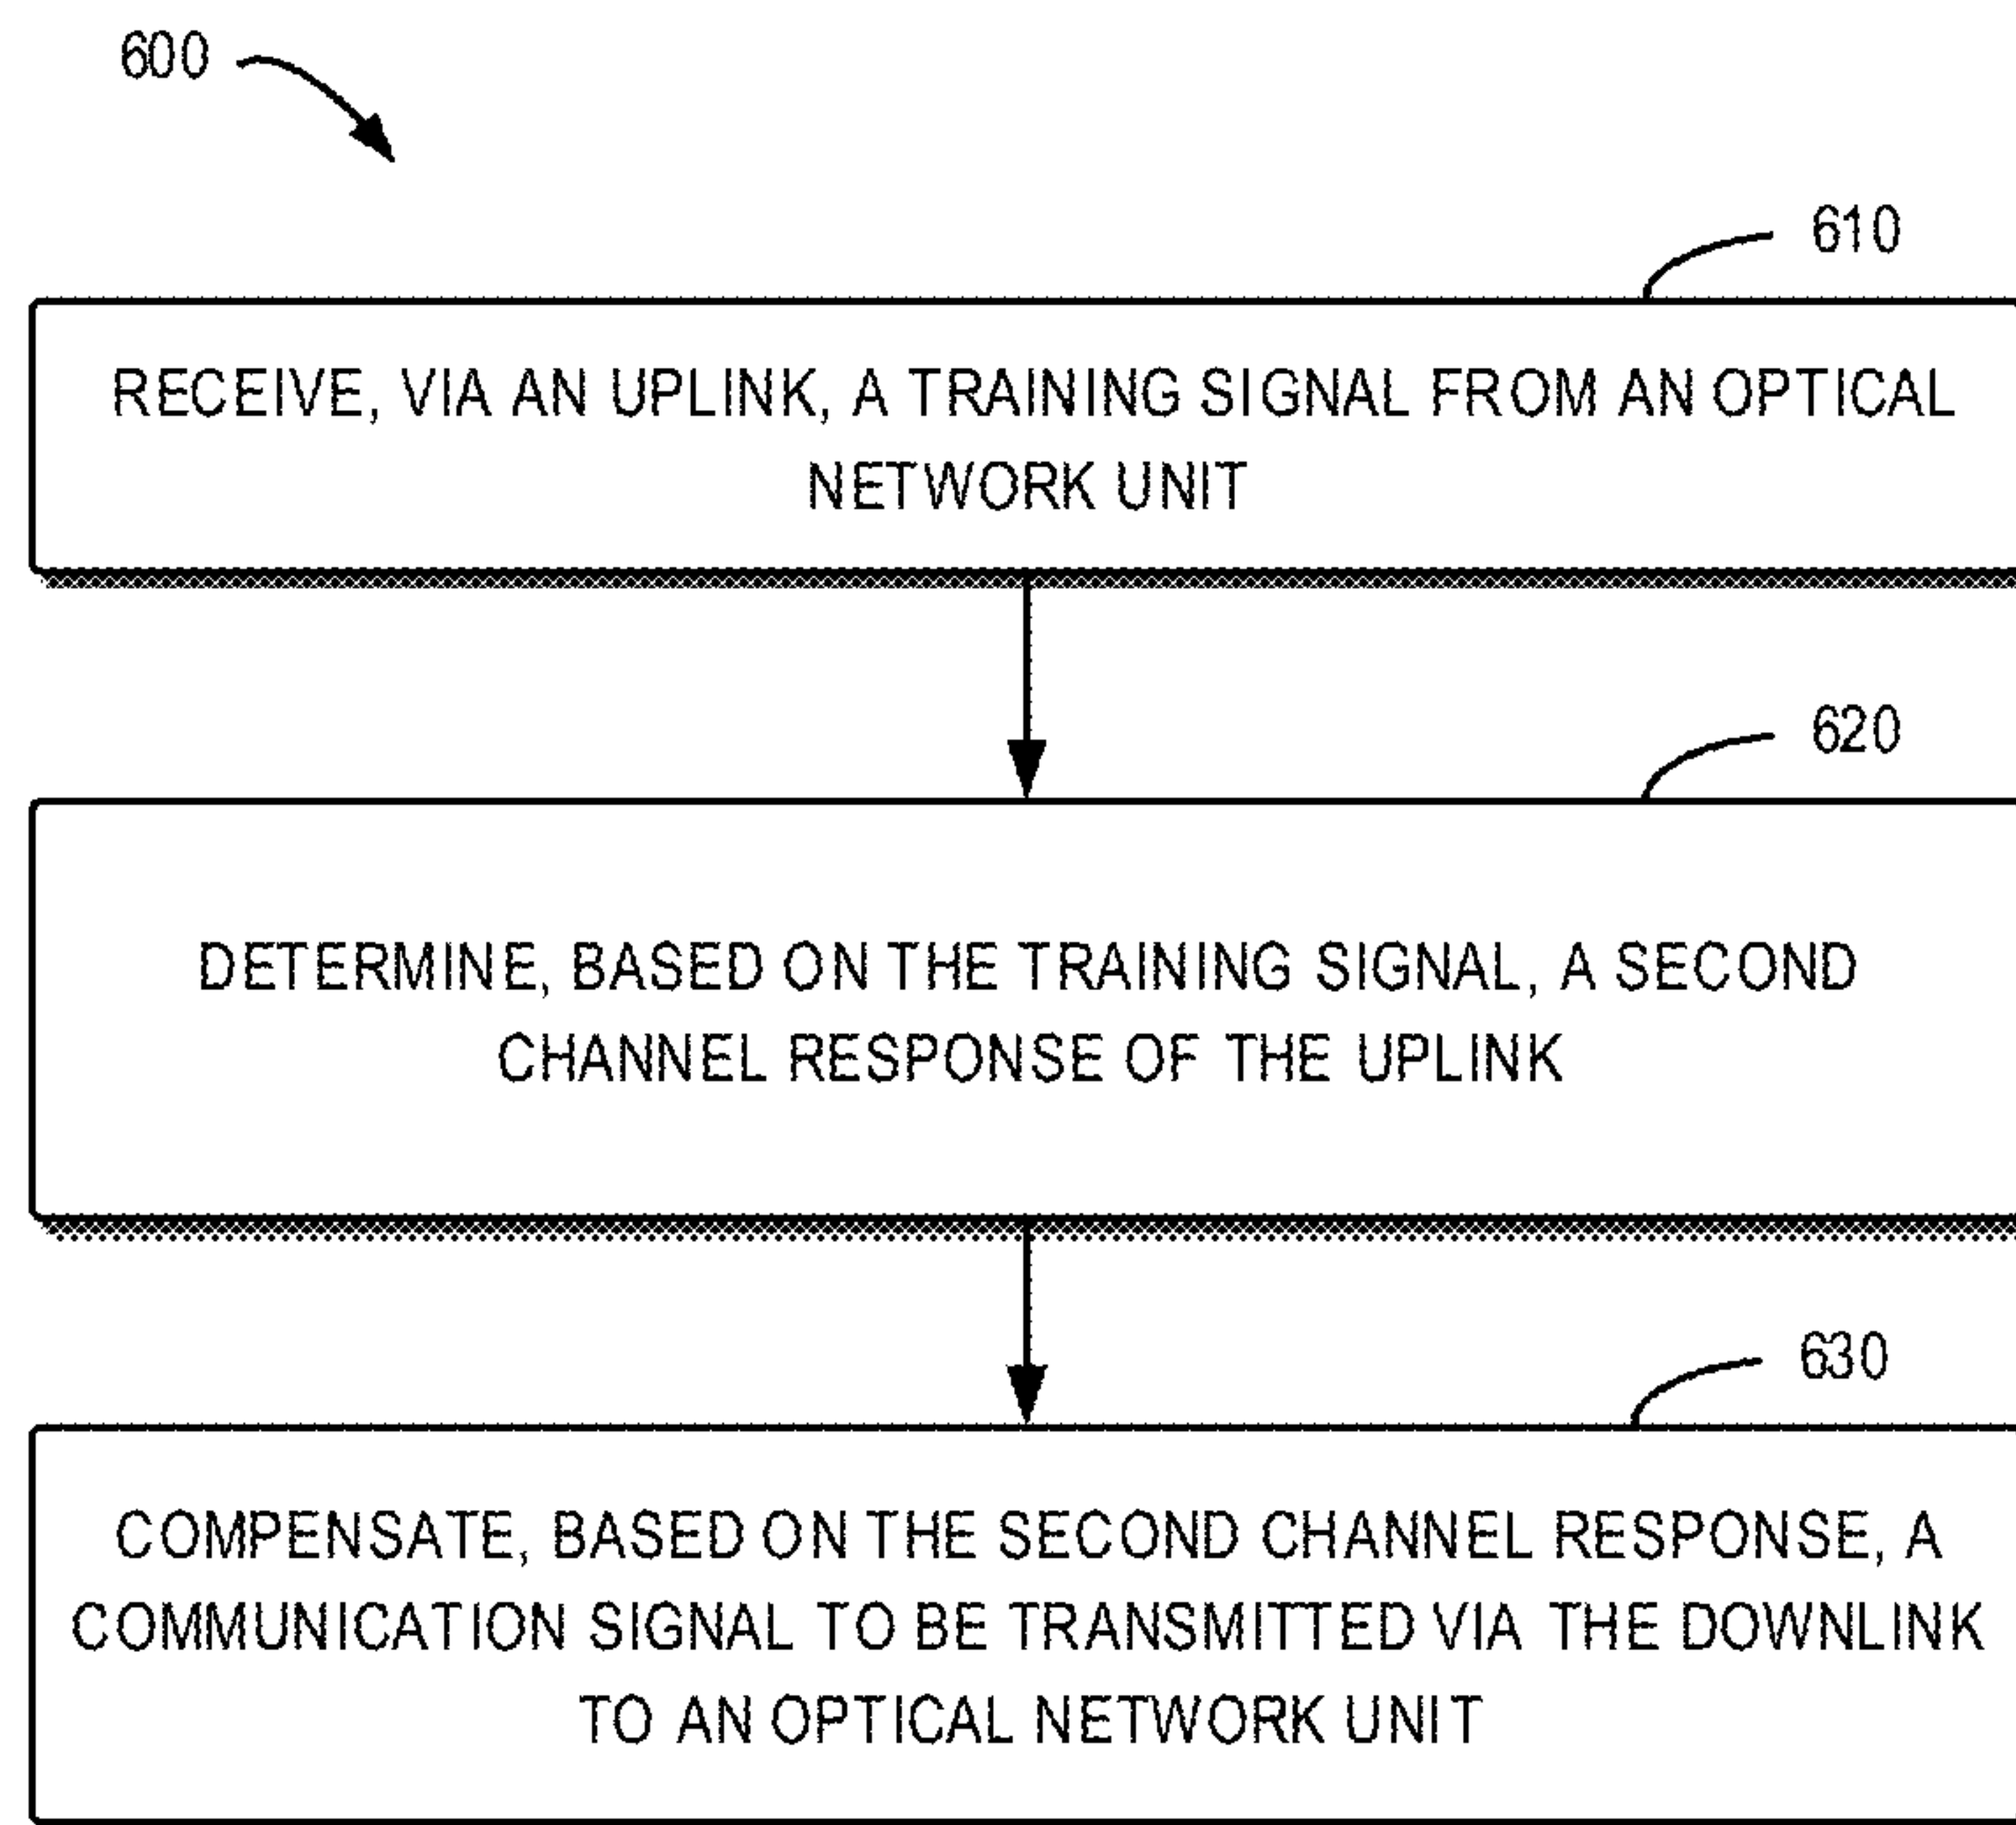 600
610
RECEIVE, VIA AN UPLINK, A TRAINING SIGNAL FROM AN OPTICAL
NETWORK UNIT
620
DETERMINE, BASED ON THE TRAINING SIGNAL, A SECOND
CHANNEL RESPONSE OF THE UPLINK
630
COMPENSATE, BASED ON THE SECOND CHANNEL RESPONSE, A
COMMUNICATION SIGNAL TO BE TRANSMITTED VIA THE DOWNLINK
TO AN OPTICAL NETWORK UNIT